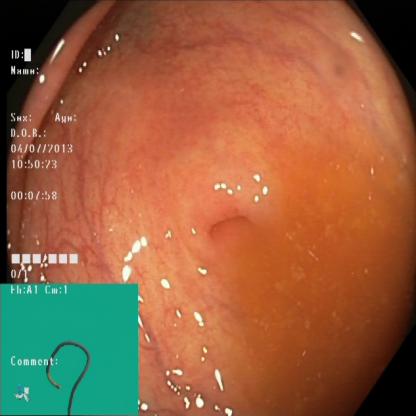 ID:
Name:
Sex: Age:
D.O.B.:
04/07/2013
10:50:23
00:07:58
0/1
Eh:A1 Cm:1
Comment: